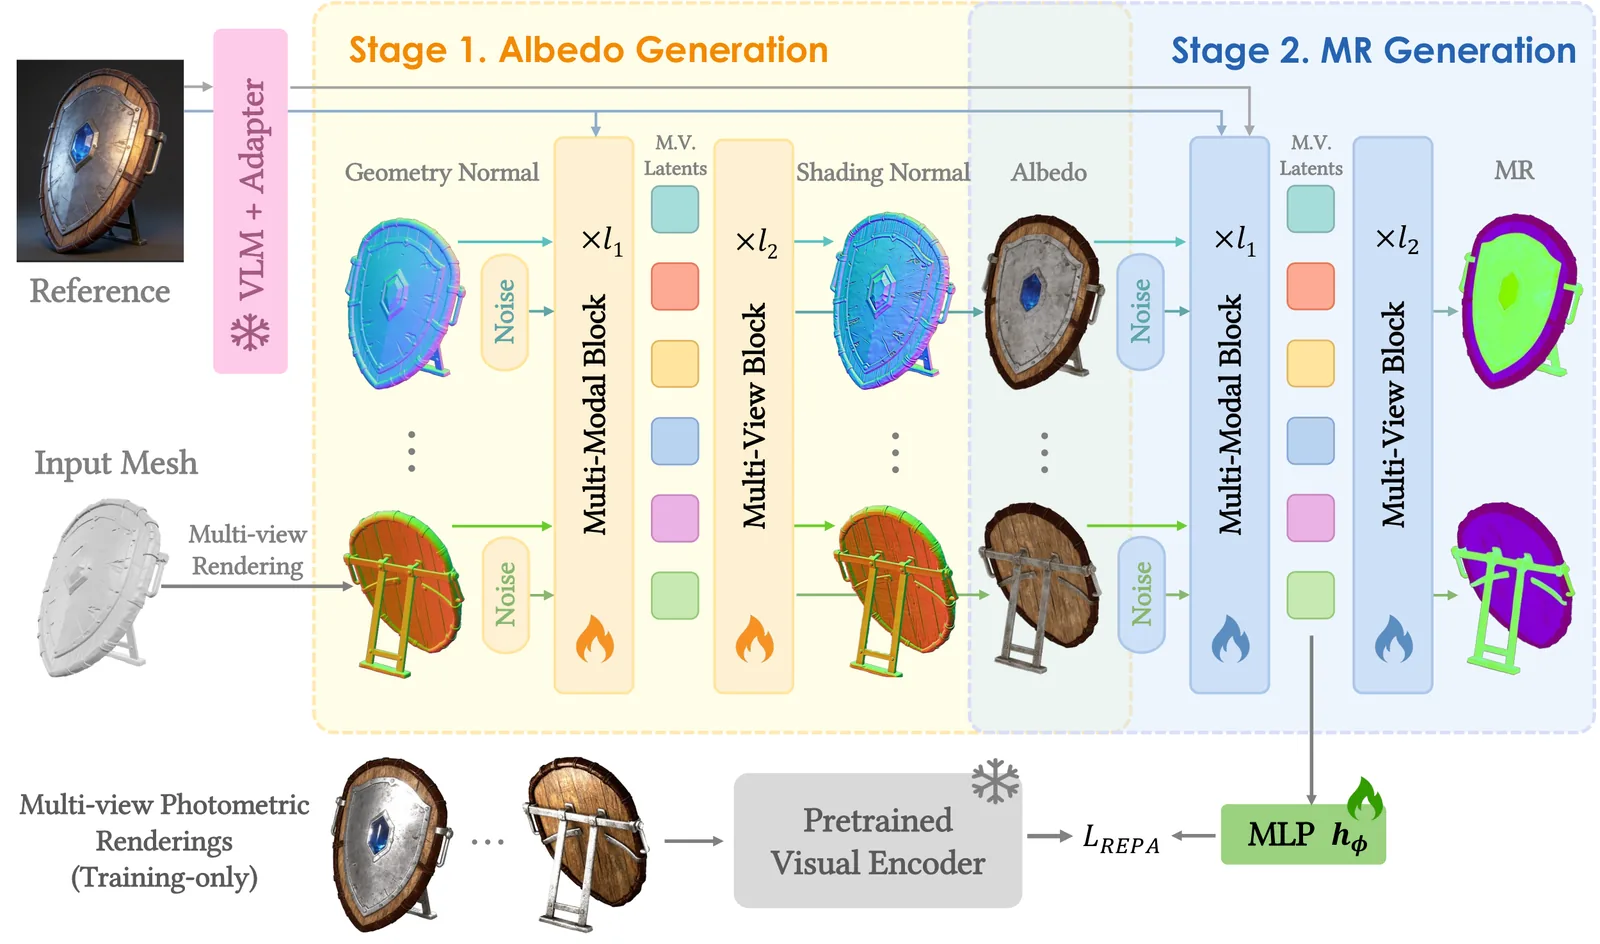 Stage 1. Albedo Generation
Stage 2. MR Generation
Reference
VLM + Adapter
Geometry Normal
Noise
Noise
×l1
Multi-Modal Block
M.V.
Latents
×l2
Multi-View Block
Shading Normal
Albedo
Noise
Noise
×l1
Multi-Modal Block
M.V.
Latents
×l2
Multi-View Block
MR
Input Mesh
Multi-view
Rendering
Multi-view Photometric
Renderings
(Training-only)
Pretrained
Visual Encoder
L_REPA
MLP h_ϕ